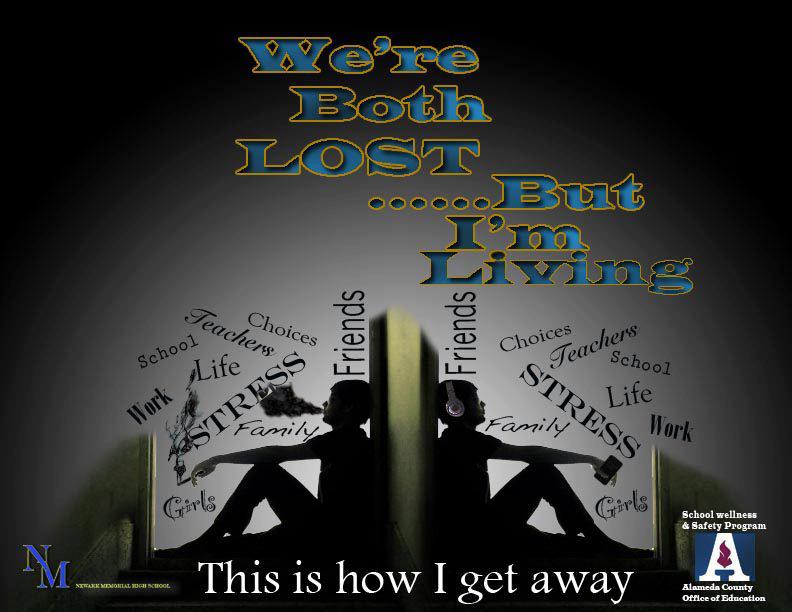 We're
Both
LOST
......But
I'm
Living
Friends
Choices
Teachers
School
Life
STRESS
Work
Family
Girls
Friends
Choices
Teachers
School
Life
STRESS
Work
Family
Girls
School wellness
& Safety Program
A
Alameda County
Office of Education
NM
NEWARK MEMORIAL HIGH SCHOOL
This is how I get away